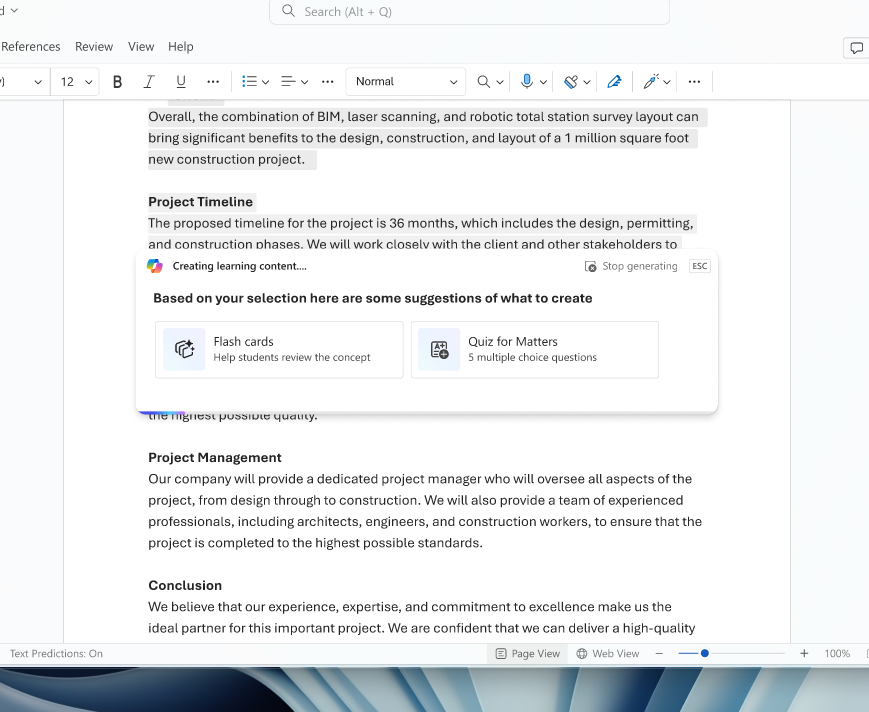 Search (Alt + Q)
References Review View Help
12 B I U Normal
Overall, the combination of BIM, laser scanning, and robotic total station survey layout can
bring significant benefits to the design, construction, and layout of a 1 million square foot
new construction project.
Project Timeline
The proposed timeline for the project is 36 months, which includes the design, permitting,
and construction phases. We will work closely with the client and other stakeholders to
Creating learning content.... Stop generating ESC
Based on your selection here are some suggestions of what to create
Flash cards
Help students review the concept
Quiz for Matters
5 multiple choice questions
the highest possible quality.
Project Management
Our company will provide a dedicated project manager who will oversee all aspects of the
project, from design through to construction. We will also provide a team of experienced
professionals, including architects, engineers, and construction workers, to ensure that the
project is completed to the highest possible standards.
Conclusion
We believe that our experience, expertise, and commitment to excellence make us the
ideal partner for this important project. We are confident that we can deliver a high-quality
Text Predictions: On Page View Web View 100%